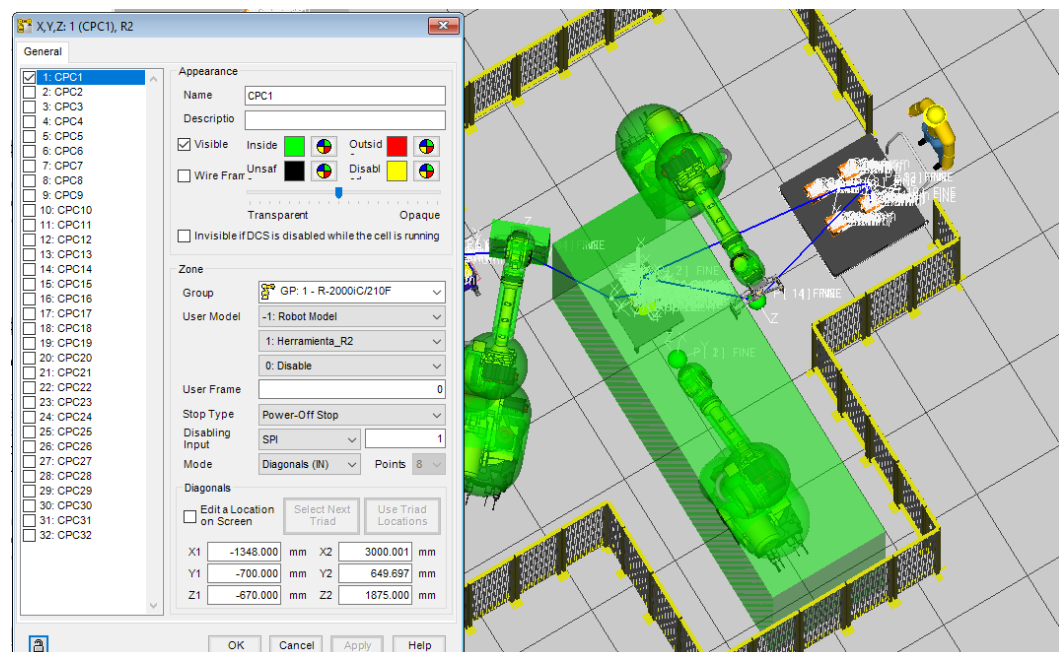 X,Y,Z: 1 (CPC1), R2
General
1: CPC1
2: CPC2
3: CPC3
4: CPC4
5: CPC5
6: CPC6
7: CPC7
8: CPC8
9: CPC9
10: CPC10
11: CPC11
12: CPC12
13: CPC13
14: CPC14
15: CPC15
16: CPC16
17: CPC17
18: CPC18
19: CPC19
20: CPC20
21: CPC21
22: CPC22
23: CPC23
24: CPC24
25: CPC25
26: CPC26
27: CPC27
28: CPC28
29: CPC29
30: CPC30
31: CPC31
32: CPC32
Appearance
Name CPC1
Descriptio
Visible Inside Outsid
Wire Fram Unsaf Disabl
Transparent Opaque
Invisible if DCS is disabled while the cell is running
Zone
Group GP: 1 - R-2000iC/210F
User Model -1: Robot Model
1: Herramienta_R2
0: Disable
User Frame 0
Stop Type Power-Off Stop
Disabling Input SPI 1
Mode Diagonals (IN) Points 8
Diagonals
Edit a Location on Screen Select Next Triad Use Triad Locations
X1 -1348.000 mm X2 3000.001 mm
Y1 -700.000 mm Y2 649.697 mm
Z1 -670.000 mm Z2 1875.000 mm
OK Cancel Apply Help